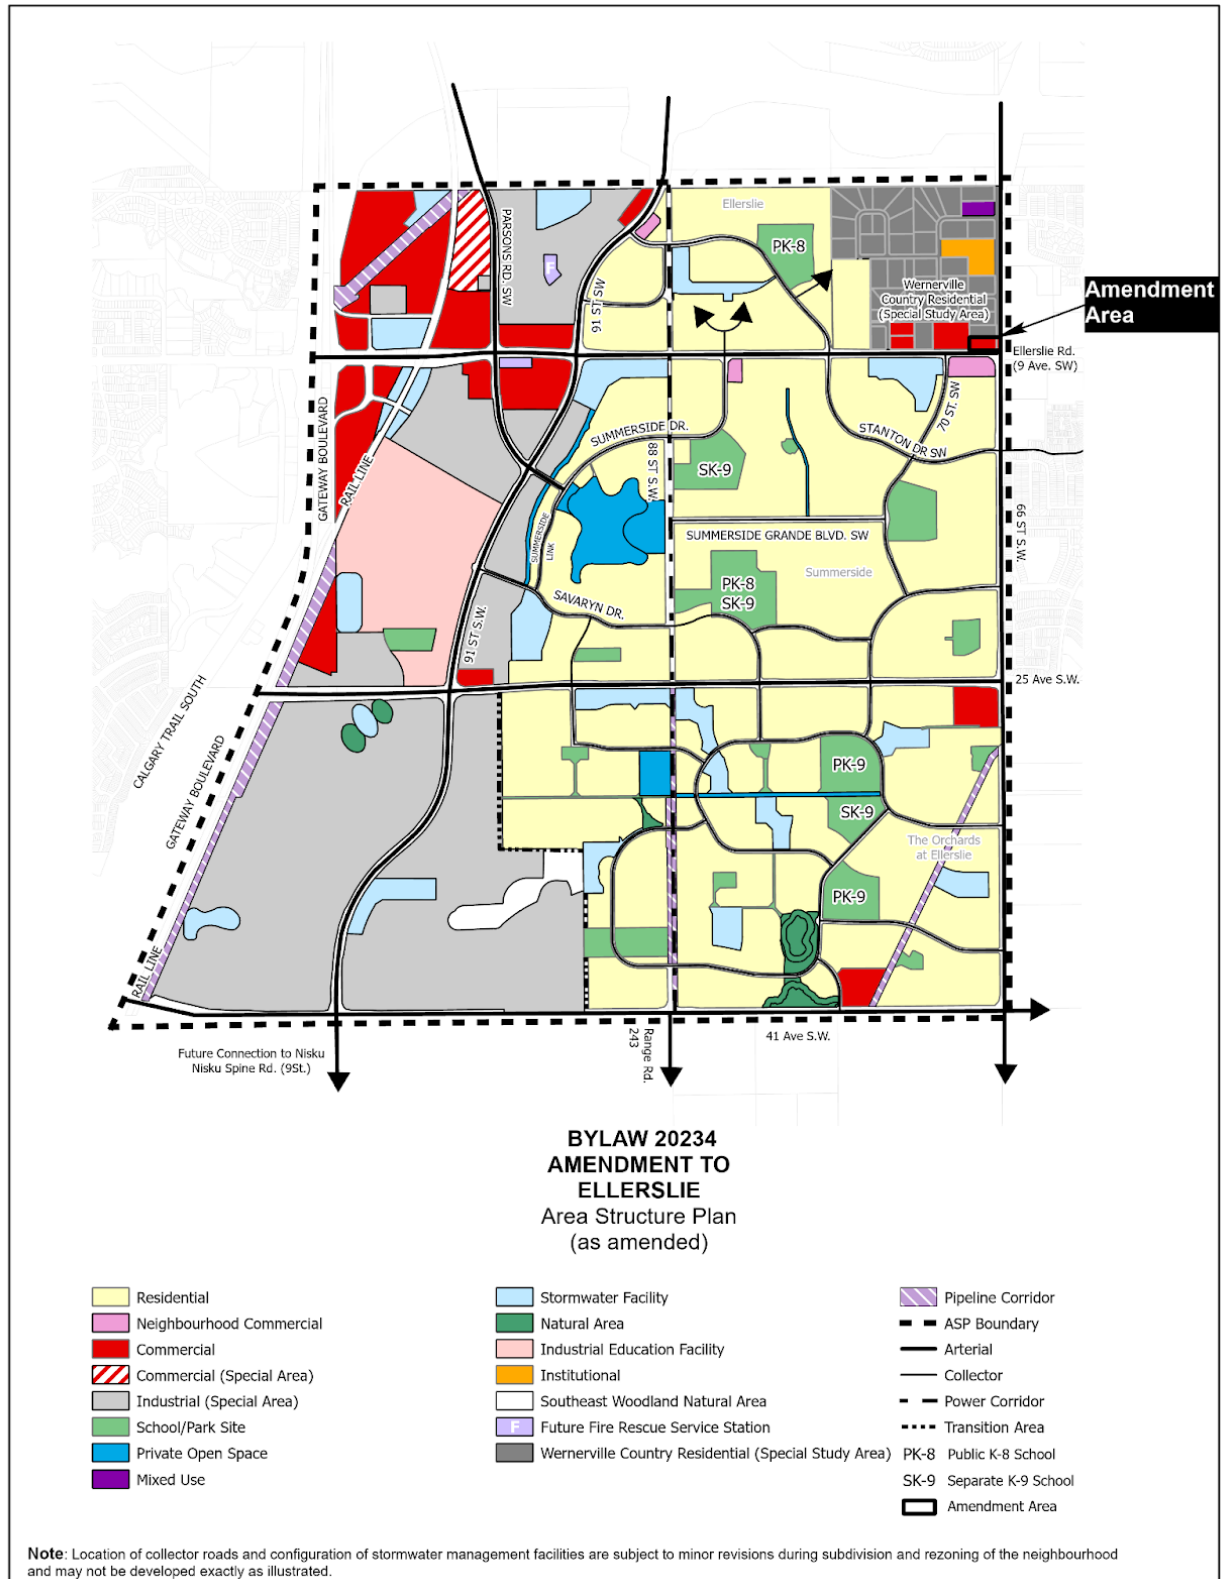 Ellerslie
PK-8
PARSONS RD. SW
F
91 ST. SW
Wernerville
Country Residential
(Special Study Area)
Amendment
Area
Ellerslie Rd.
(9 Ave. SW)
GATEWAY BOULEVARD
RAIL LINE
SUMMERSIDE DR.
88 ST S.W.
SK-9
STANTON DR SW
70 ST. SW
SUMMERSIDE
LINK
SUMMERSIDE GRANDE BLVD. SW
66 ST S.W.
Summerside
PK-8
SK-9
SAVARYN DR.
91 ST S.W.
25 Ave S.W.
CALGARY TRAIL SOUTH
GATEWAY BOULEVARD
PK-9
SK-9
The Orchards
at Ellerslie
PK-9
RAIL LINE
Future Connection to Nisku
Nisku Spine Rd. (9St.)
Range Rd.
243
41 Ave S.W.
BYLAW 20234
AMENDMENT TO
ELLERSLIE
Area Structure Plan
(as amended)
Residential
Neighbourhood Commercial
Commercial
Commercial (Special Area)
Industrial (Special Area)
School/Park Site
Private Open Space
Mixed Use
Stormwater Facility
Natural Area
Industrial Education Facility
Institutional
Southeast Woodland Natural Area
F Future Fire Rescue Service Station
Wernerville Country Residential (Special Study Area)
Pipeline Corridor
ASP Boundary
Arterial
Collector
Power Corridor
Transition Area
PK-8 Public K-8 School
SK-9 Separate K-9 School
Amendment Area
Note: Location of collector roads and configuration of stormwater management facilities are subject to minor revisions during subdivision and rezoning of the neighbourhood
and may not be developed exactly as illustrated.